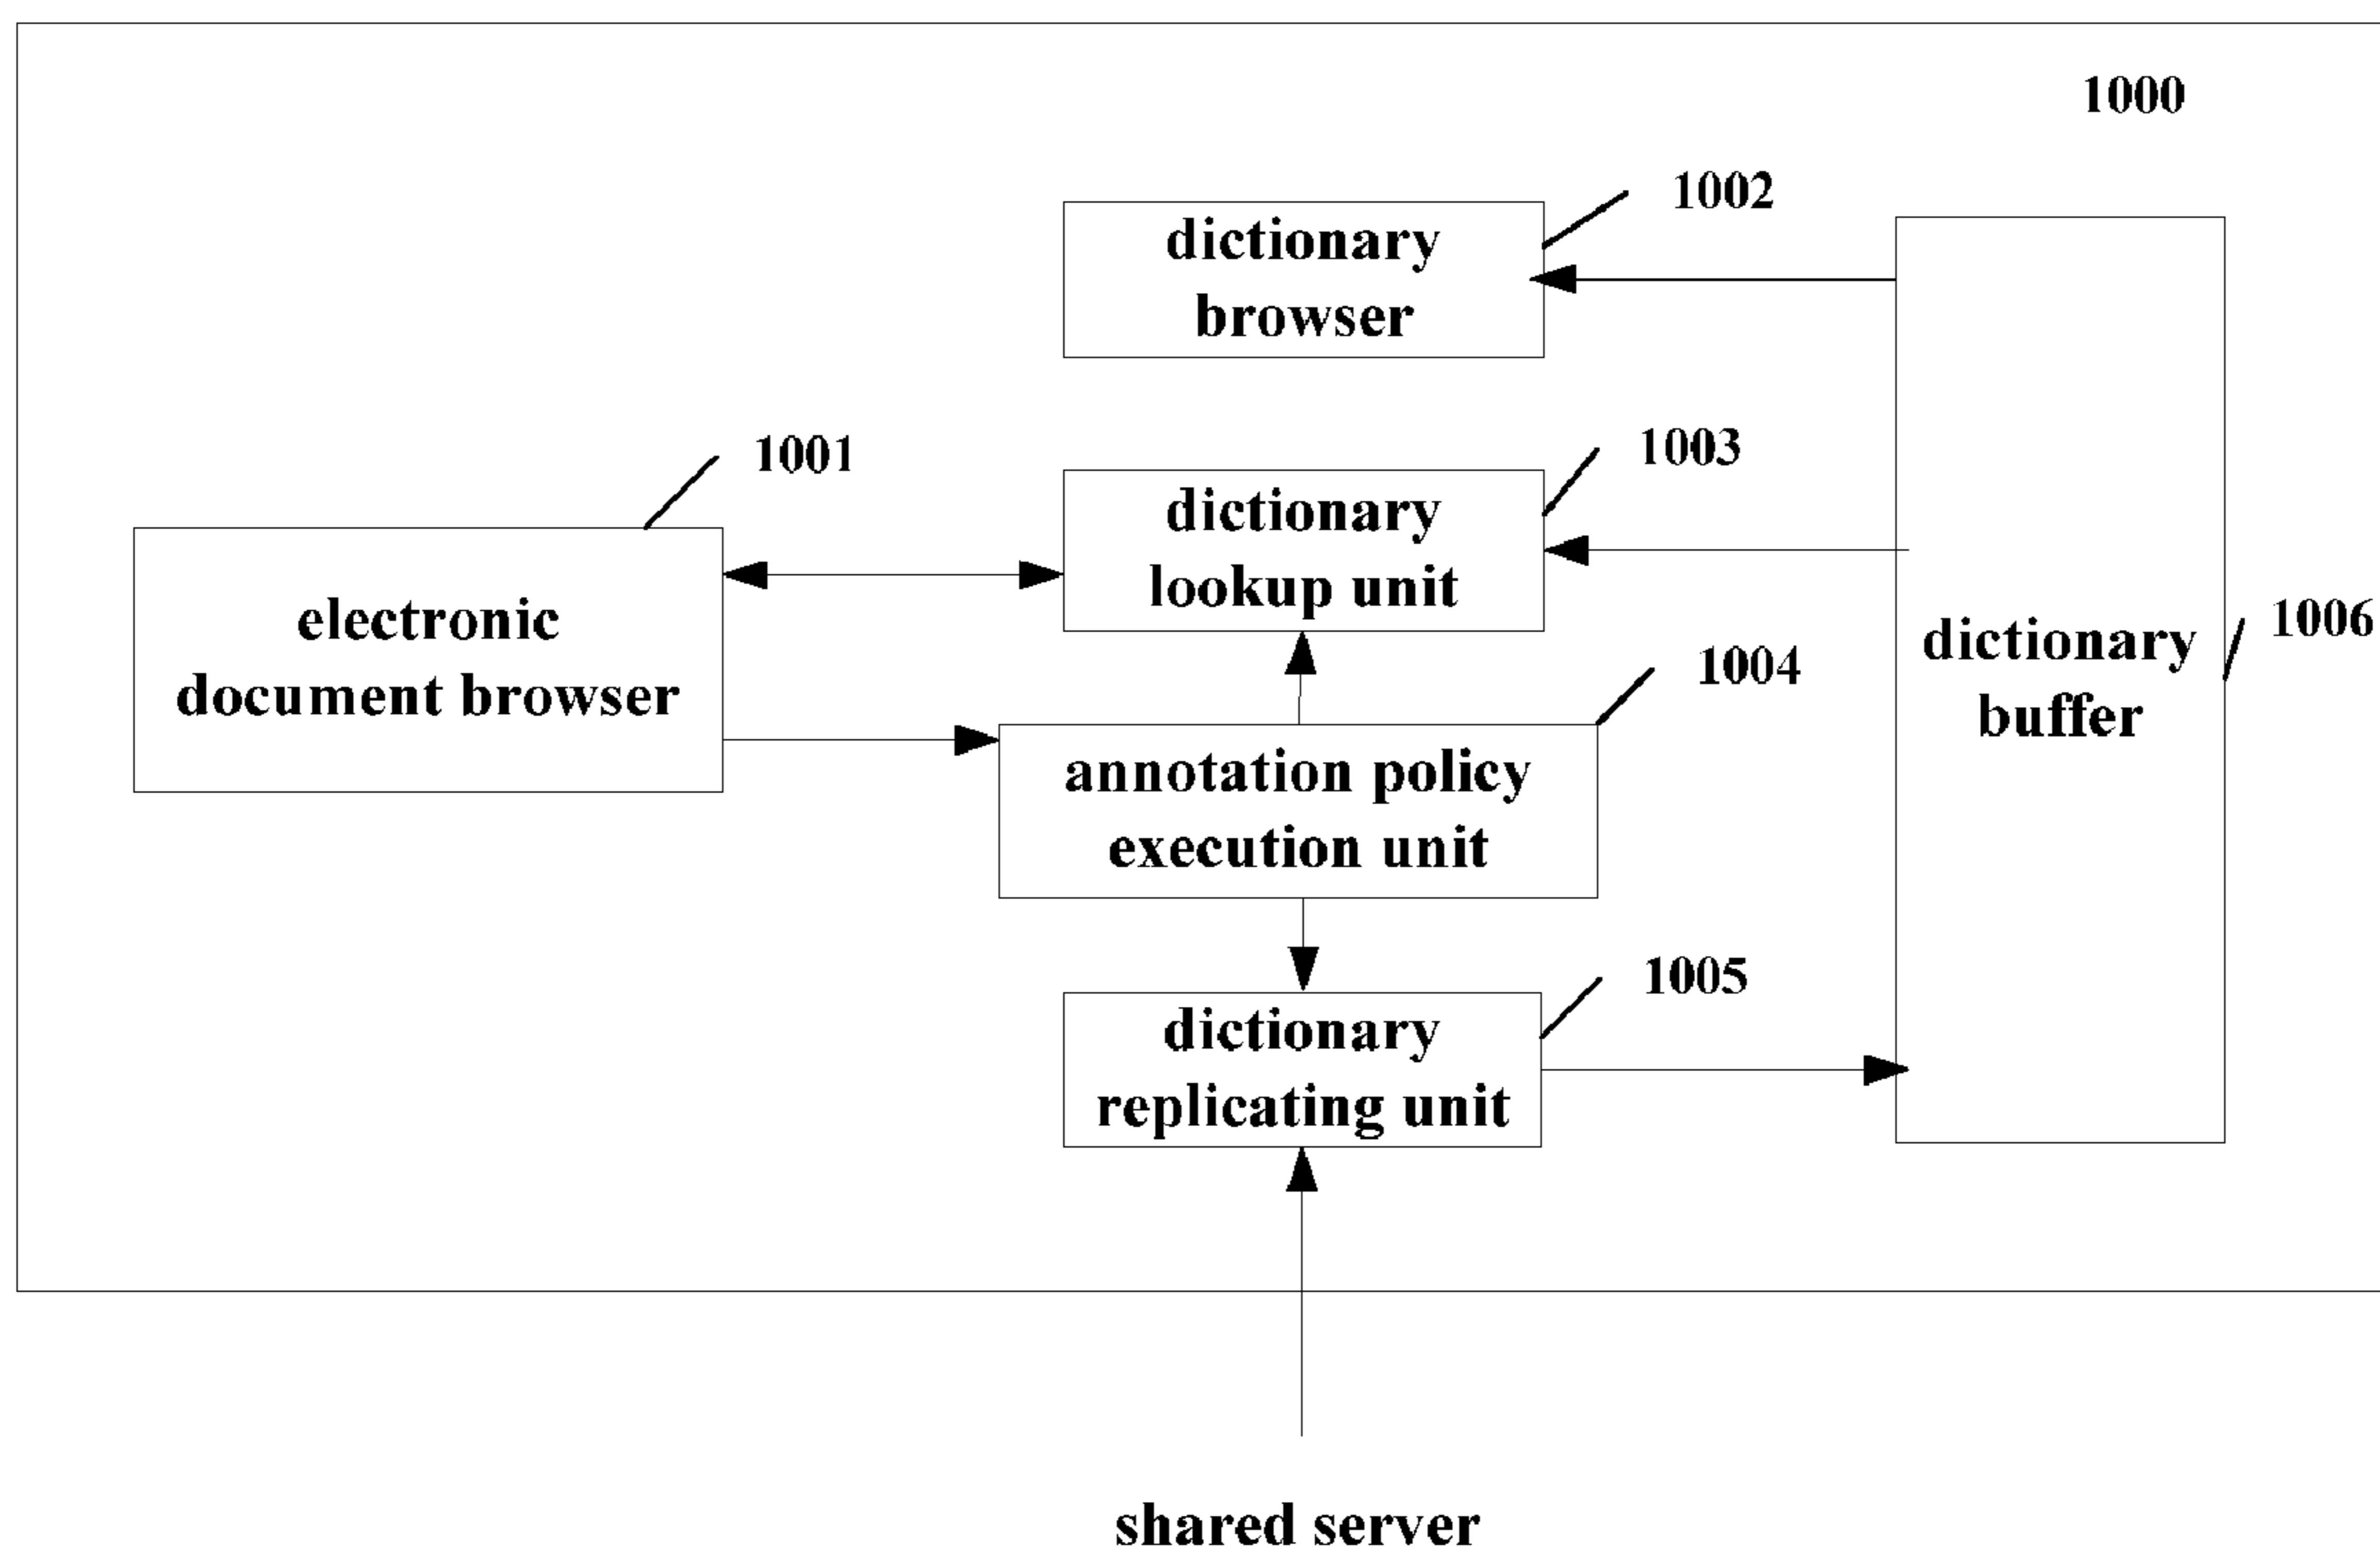 1000
1002
dictionary
browser
1003
dictionary
lookup unit
1001
electronic
document browser
1004
annotation policy
execution unit
1006
dictionary
buffer
1005
dictionary
replicating unit
shared server